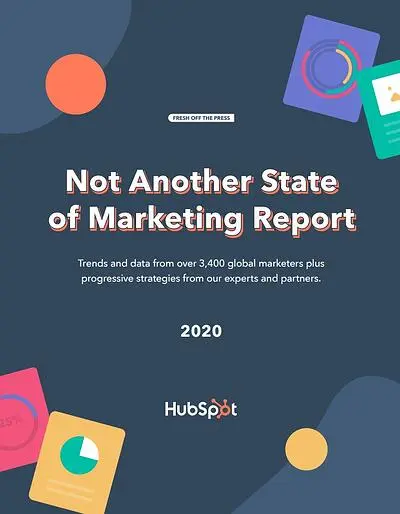 FRESH OFF THE PRESS
Not Another State
of Marketing Report
Trends and data from over 3,400 global marketers plus
progressive strategies from our experts and partners.
2020
HubSpot
25%